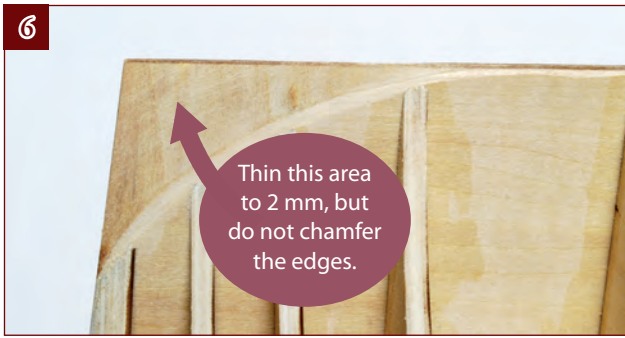 6
Thin this area
to 2 mm, but
do not chamfer
the edges.